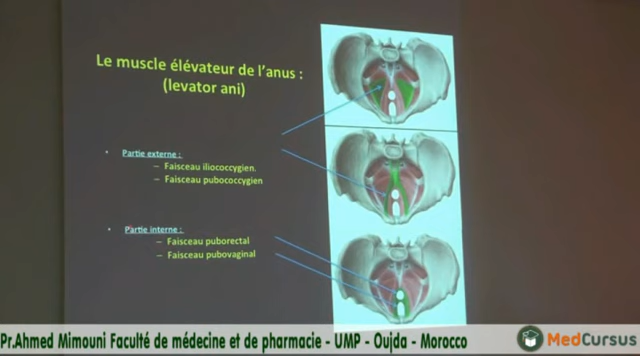 Le muscle élévateur de l'anus :
(levator ani)
• Partie externe :
– Faisceau iliococcygien.
– Faisceau pubococcygien
• Partie interne :
– Faisceau puborectal
– Faisceau pubovaginal
Pr.Ahmed Mimouni Faculté de médecine et de pharmacie - UMP - Oujda - Morocco
MedCursus